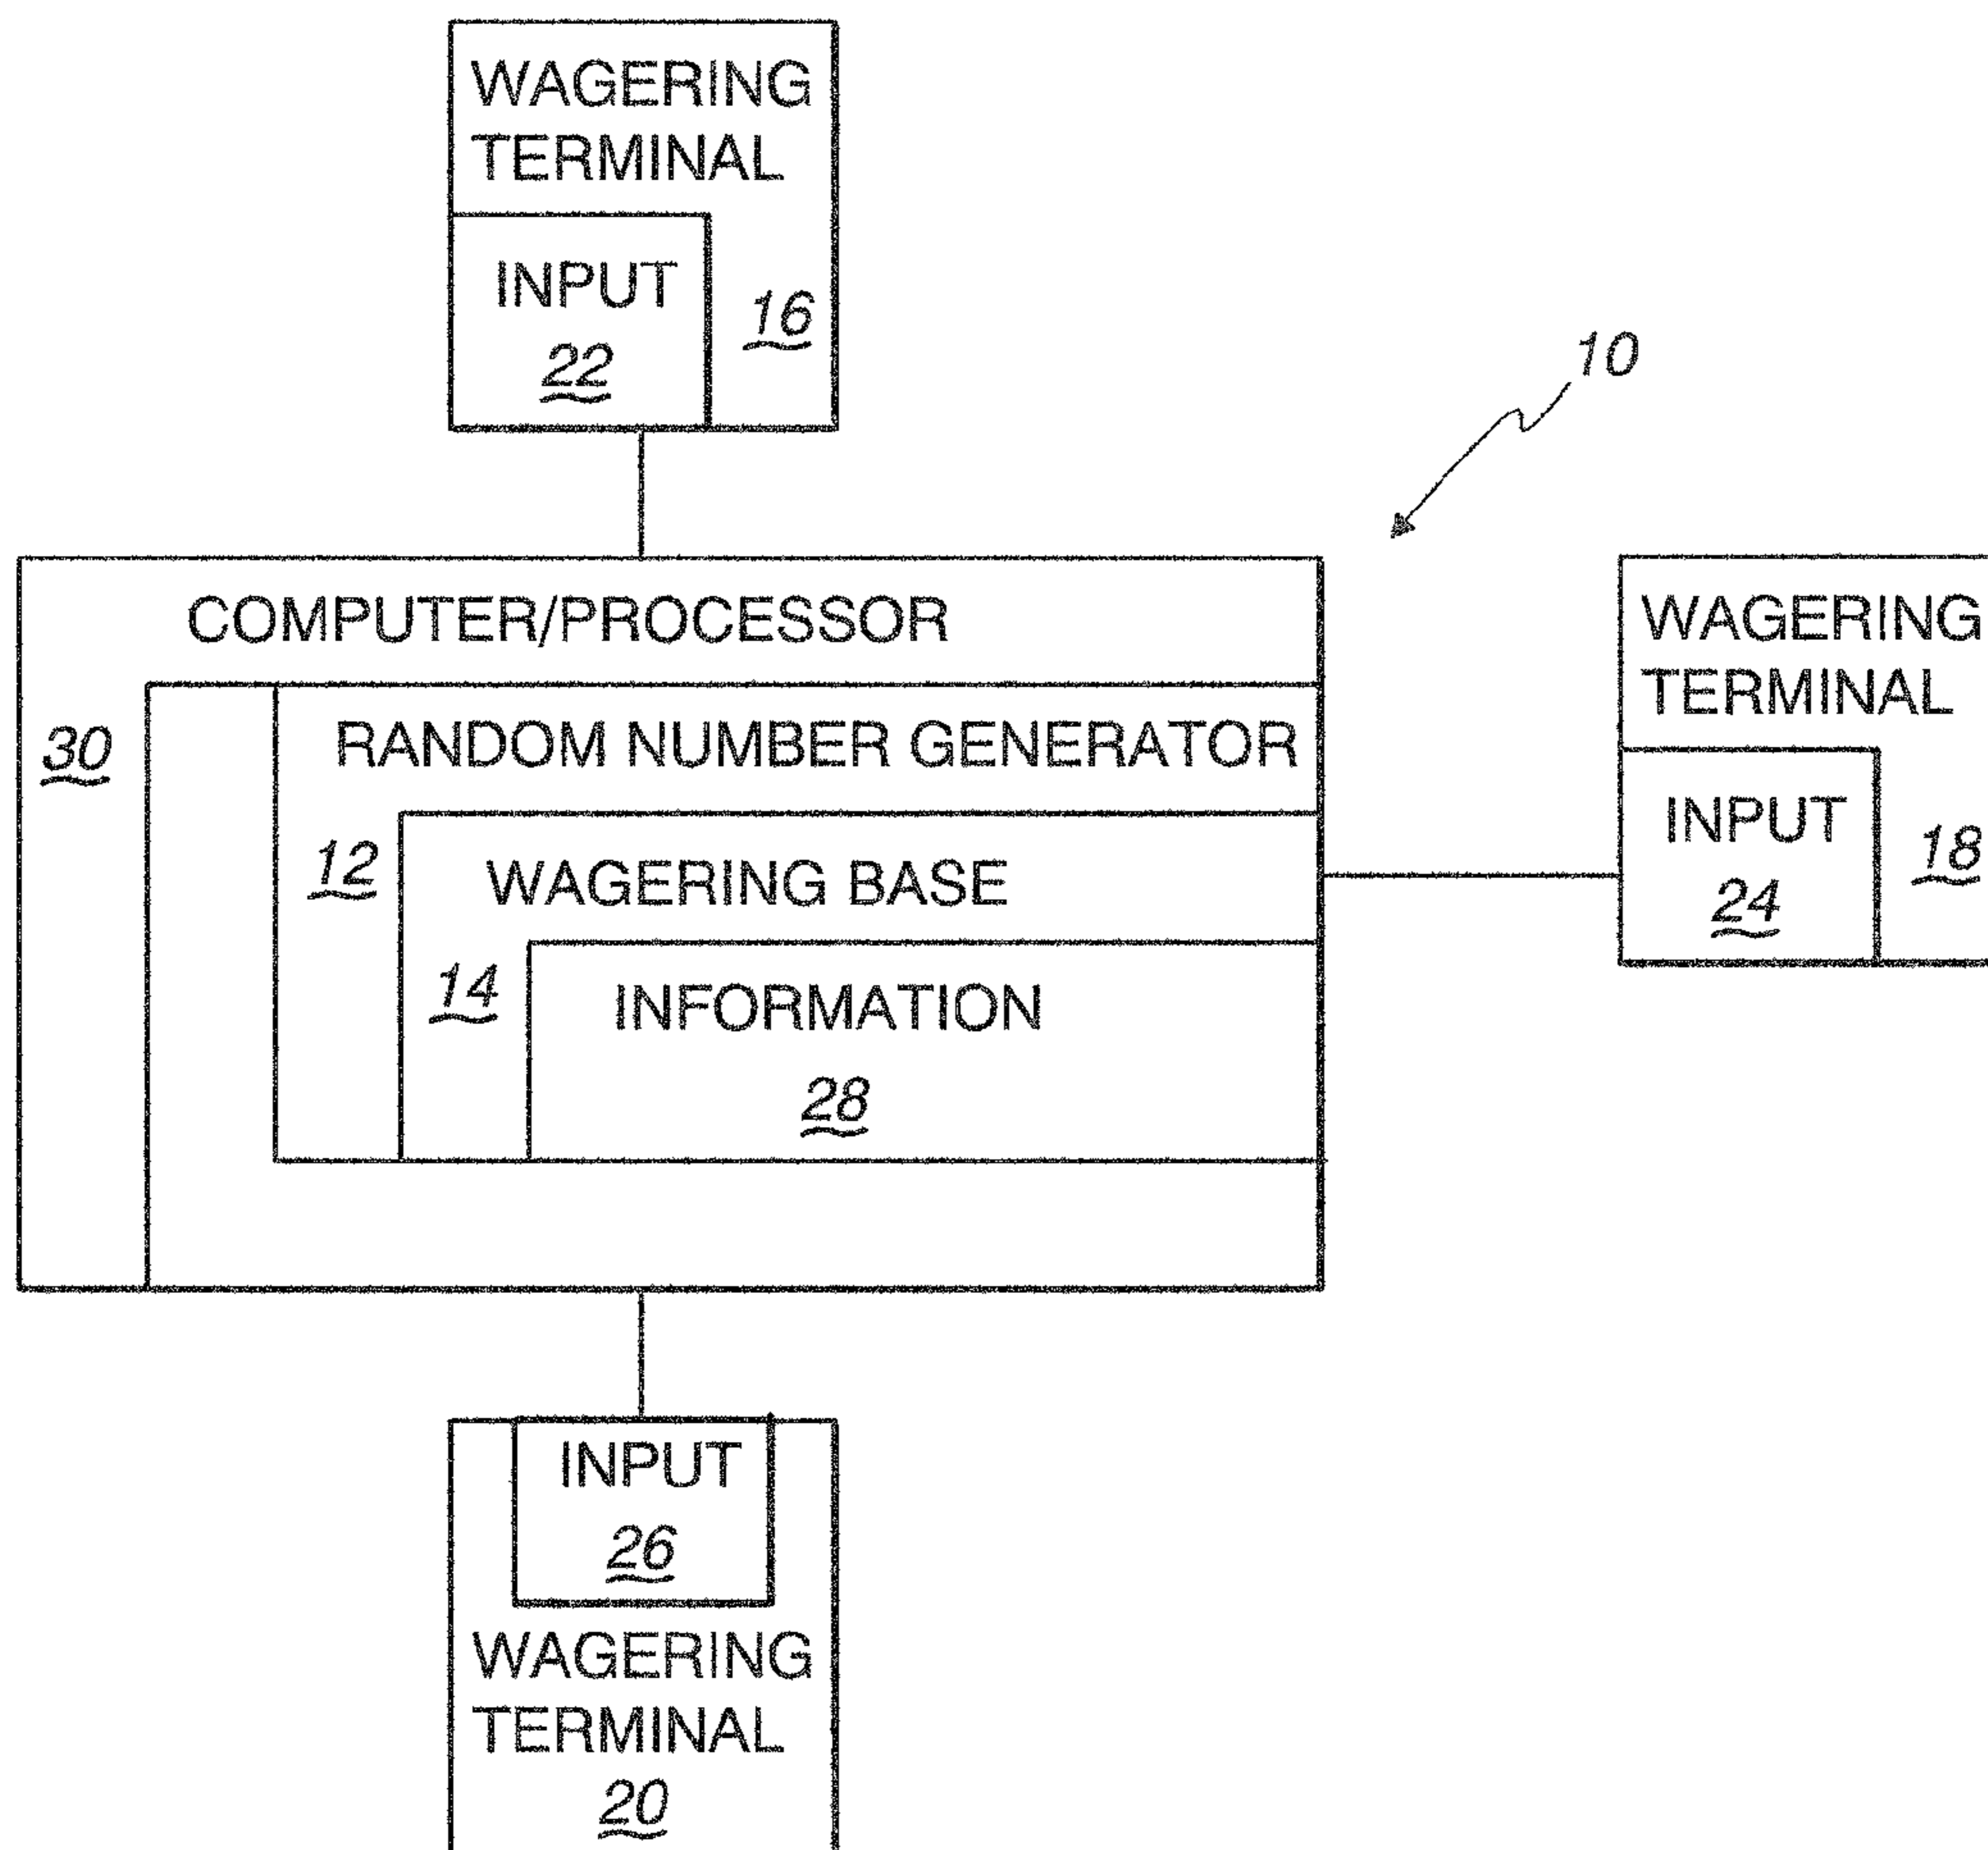 WAGERING
TERMINAL
INPUT
22
16
10
COMPUTER/PROCESSOR
30
RANDOM NUMBER GENERATOR
12
WAGERING BASE
14
INFORMATION
28
WAGERING
TERMINAL
INPUT
24
18
INPUT
26
WAGERING
TERMINAL
20